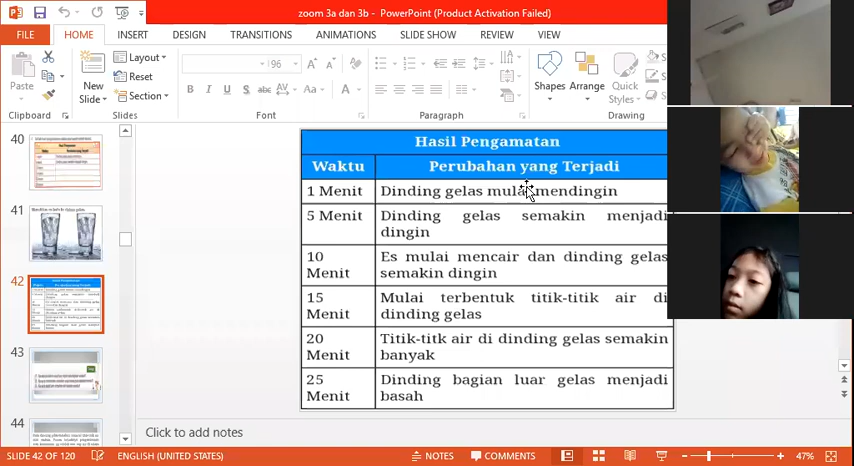 zoom 3a dan 3b - PowerPoint (Product Activation Failed)
FILE HOME INSERT DESIGN TRANSITIONS ANIMATIONS SLIDE SHOW REVIEW VIEW
Paste
Clipboard
New
Slide
Layout
Reset
Section
Slides
96
B I U S abc AV Aa A
Font
Paragraph
Shapes
Arrange
Quick
Styles
Drawing
40
41
42
43
44
Hasil Pengamatan
Waktu Perubahan yang Terjadi
1 Menit Dinding gelas mulai mendingin
5 Menit Dinding gelas semakin menjadi
dingin
10 Es mulai mencair dan dinding gelas
Menit semakin dingin
15 Mulai terbentuk titik-titik air di
Menit dinding gelas
20 Titik-titk air di dinding gelas semakin
Menit banyak
25 Dinding bagian luar gelas menjadi
Menit basah
Click to add notes
SLIDE 42 OF 120 ENGLISH (UNITED STATES) NOTES COMMENTS 47%